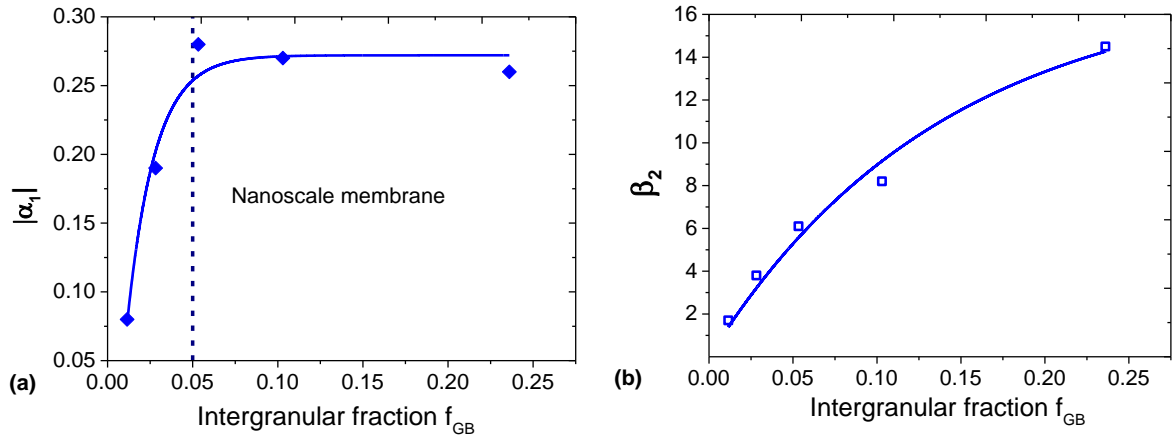 0.30
0.25
0.20
0.15
0.10
0.05
|α₁|
Nanoscale membrane
(a)
0.00 0.05 0.10 0.15 0.20 0.25
Intergranular fraction f_GB
16
14
12
10
8
6
4
2
β₂
(b)
0.00 0.05 0.10 0.15 0.20 0.25
Intergranular fraction f_GB